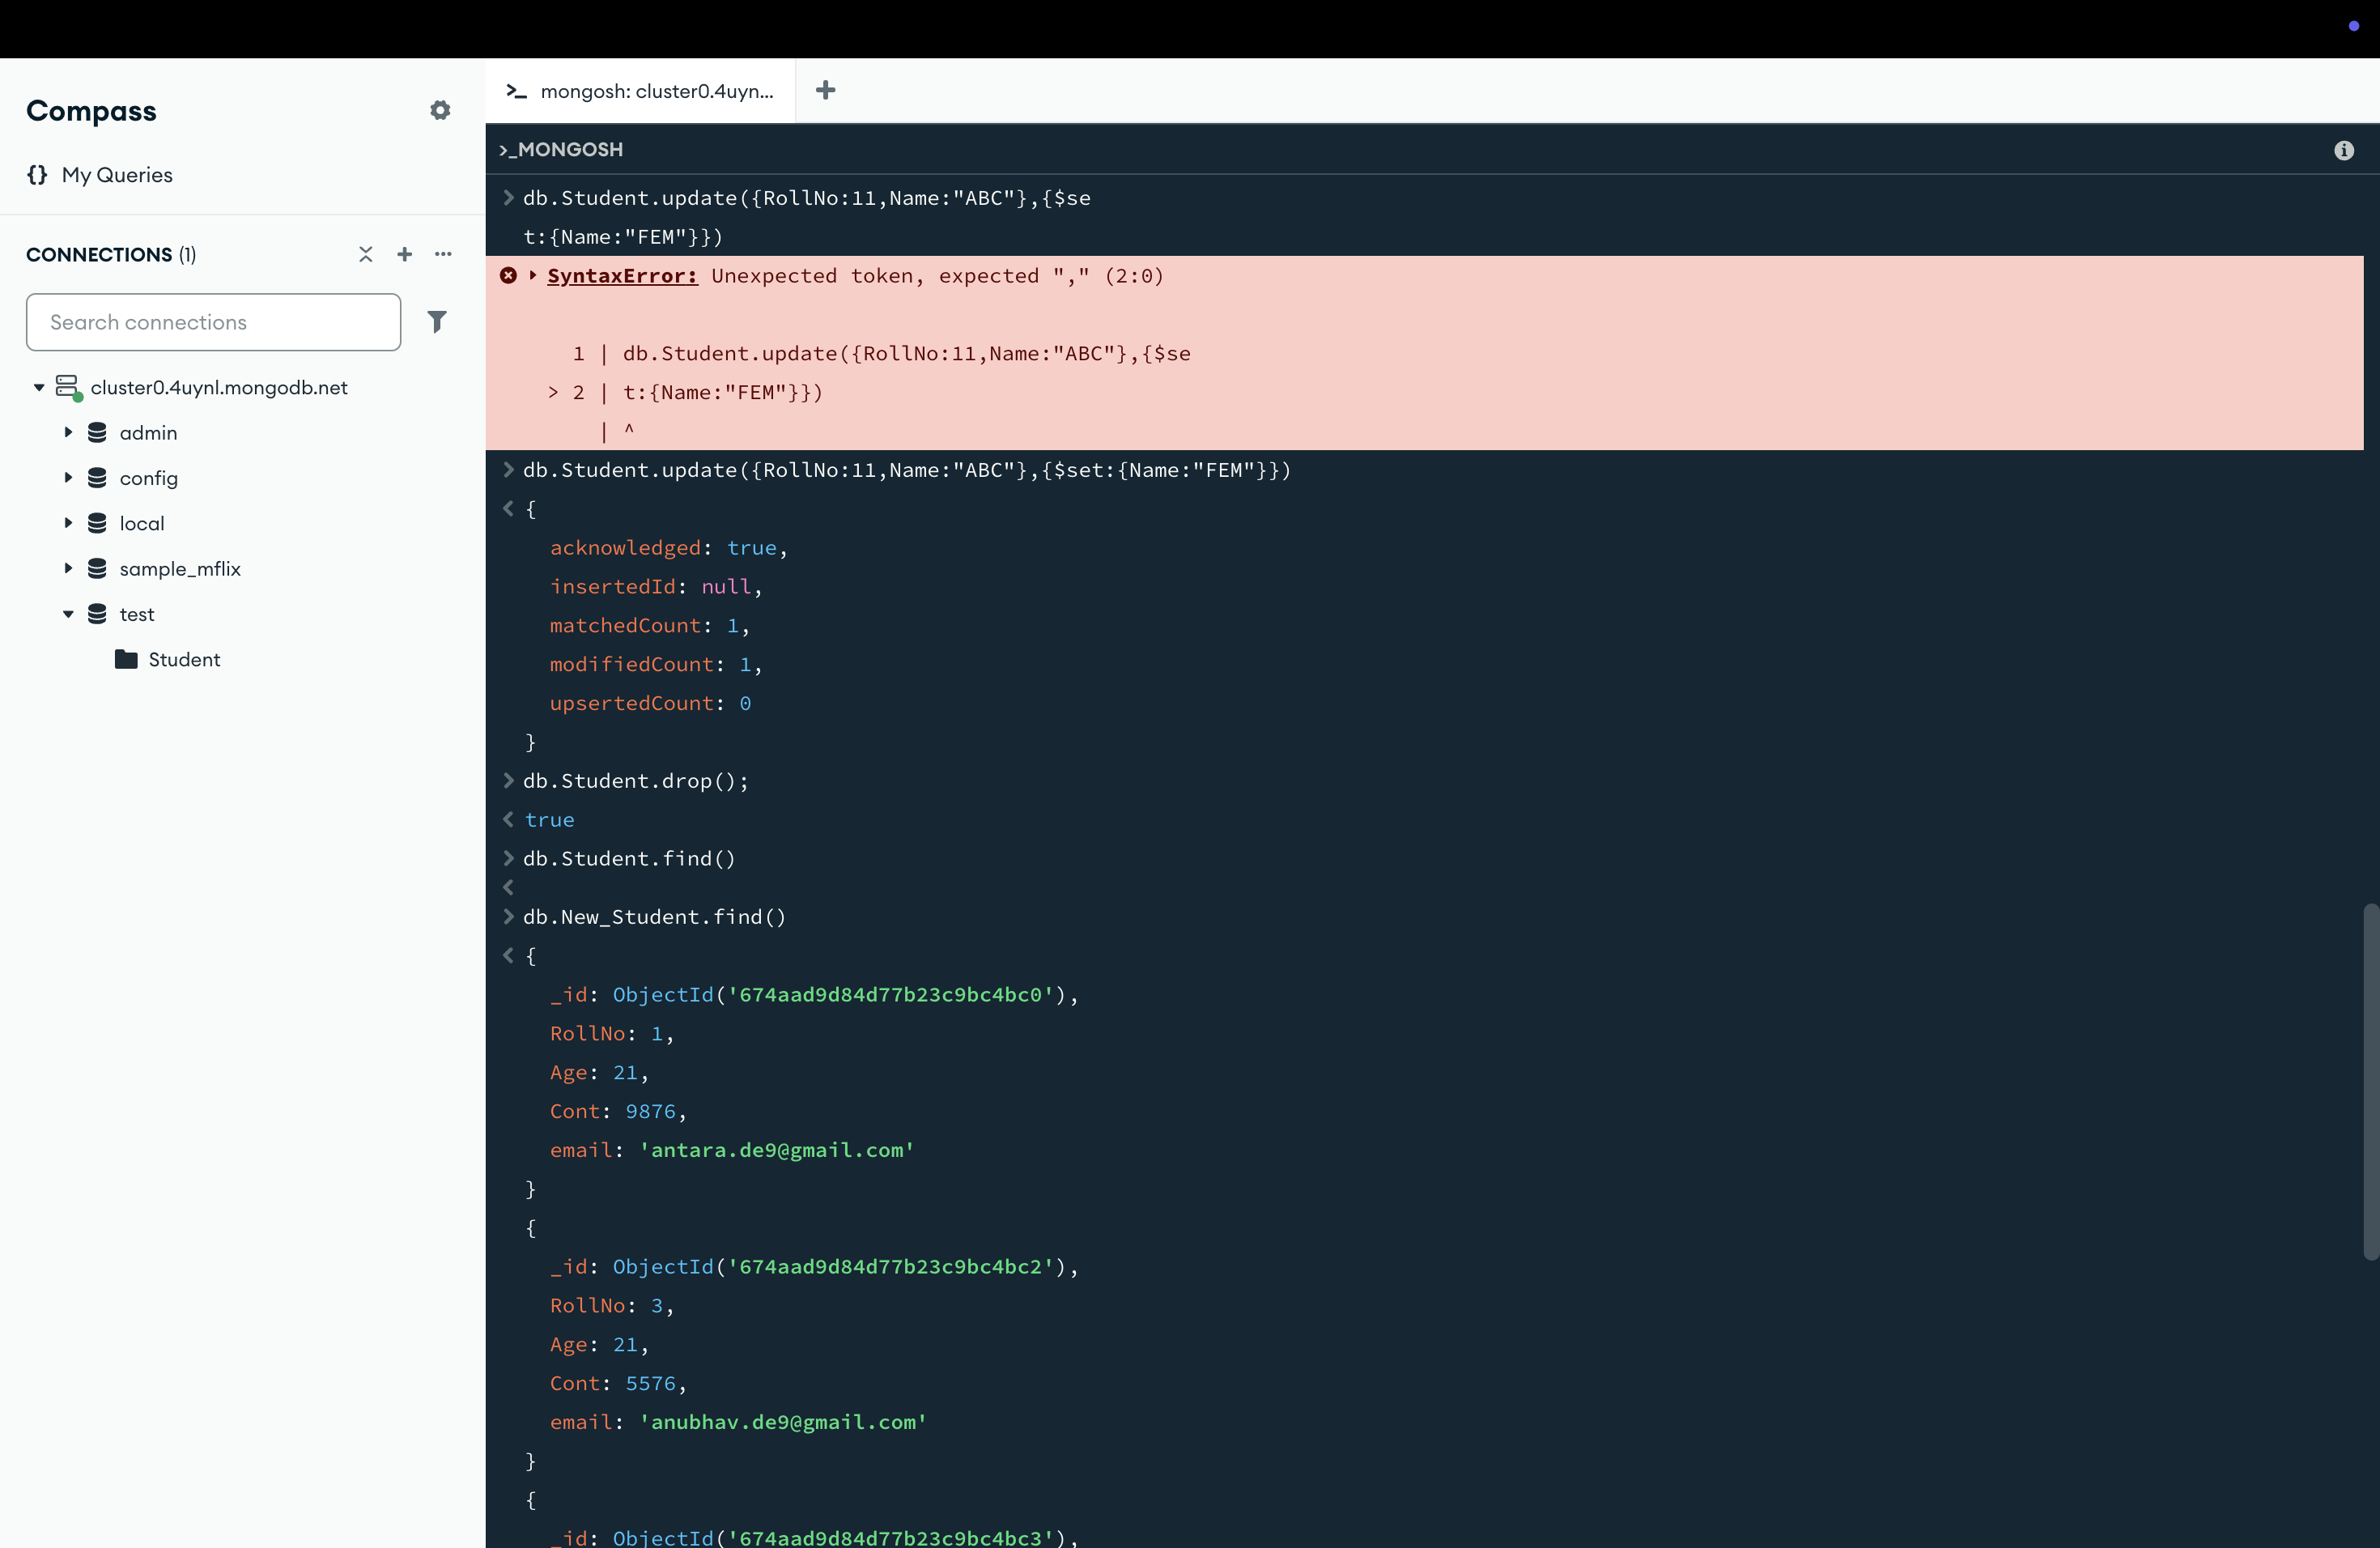 Compass
{} My Queries
CONNECTIONS (1)
Search connections
cluster0.4uynl.mongodb.net
admin
config
local
sample_mflix
test
Student
mongosh: cluster0.4uyn...
>_MONGOSH
> db.Student.update({RollNo:11,Name:"ABC"},{$se
t:{Name:"FEM"}})
SyntaxError: Unexpected token, expected "," (2:0)
1 | db.Student.update({RollNo:11,Name:"ABC"},{$se
> 2 | t:{Name:"FEM"}})
| ^
> db.Student.update({RollNo:11,Name:"ABC"},{$set:{Name:"FEM"}})
< {
acknowledged: true,
insertedId: null,
matchedCount: 1,
modifiedCount: 1,
upsertedCount: 0
}
> db.Student.drop();
< true
> db.Student.find()
<
> db.New_Student.find()
< {
_id: ObjectId('674aad9d84d77b23c9bc4bc0'),
RollNo: 1,
Age: 21,
Cont: 9876,
email: 'antara.de9@gmail.com'
}
{
_id: ObjectId('674aad9d84d77b23c9bc4bc2'),
RollNo: 3,
Age: 21,
Cont: 5576,
email: 'anubhav.de9@gmail.com'
}
{
_id: ObjectId('674aad9d84d77b23c9bc4bc3'),